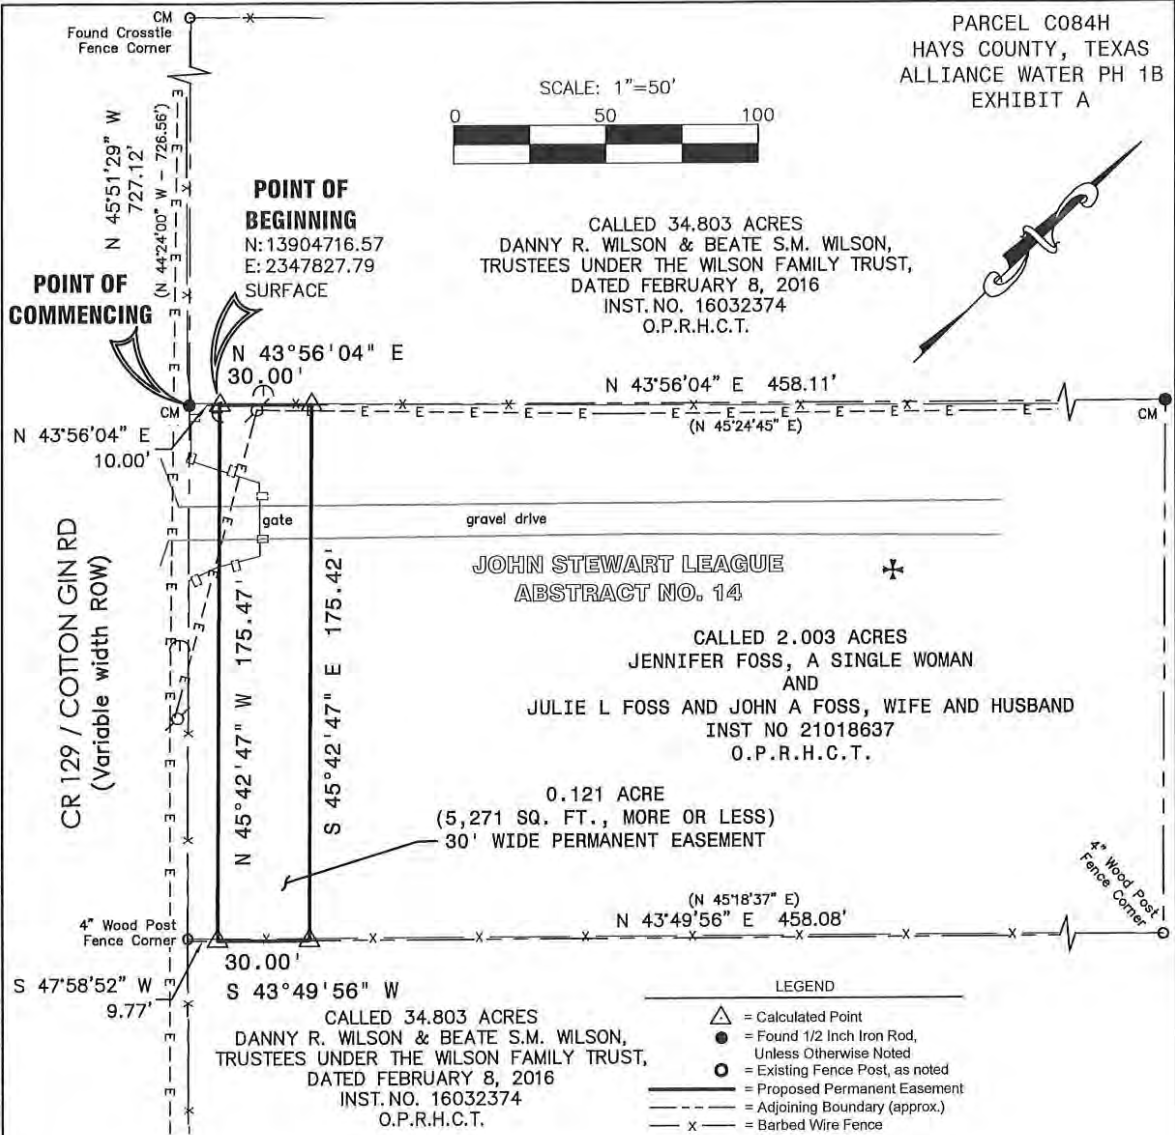 PARCEL C084H
HAYS COUNTY, TEXAS
ALLIANCE WATER PH 1B
EXHIBIT A
CM
Found Crosstie
Fence Corner
SCALE: 1"=50'
0 50 100
N 45°51'29" W
727.12'
(N 44°24'00" W - 726.56')
POINT OF
BEGINNING
N:13904716.57
E: 2347827.79
SURFACE
POINT OF
COMMENCING
CALLED 34.803 ACRES
DANNY R. WILSON & BEATE S.M. WILSON,
TRUSTEES UNDER THE WILSON FAMILY TRUST,
DATED FEBRUARY 8, 2016
INST. NO. 16032374
O.P.R.H.C.T.
N 43°56'04" E
30.00'
N 43°56'04" E 458.11'
(N 45°24'45" E)
CM
CM
N 43°56'04" E
10.00'
gate
gravel drive
CR 129 / COTTON GIN RD
(Variable width ROW)
N 45°42'47" W 175.47'
S 45°42'47" E 175.42'
JOHN STEWART LEAGUE
ABSTRACT NO. 14
CALLED 2.003 ACRES
JENNIFER FOSS, A SINGLE WOMAN
AND
JULIE L FOSS AND JOHN A FOSS, WIFE AND HUSBAND
INST NO 21018637
O.P.R.H.C.T.
0.121 ACRE
(5,271 SQ. FT., MORE OR LESS)
30' WIDE PERMANENT EASEMENT
4" Wood Post
Fence Corner
(N 45°18'37" E)
N 43°49'56" E 458.08'
4" Wood Post
Fence Corner
30.00'
S 43°49'56" W
S 47°58'52" W
9.77'
CALLED 34.803 ACRES
DANNY R. WILSON & BEATE S.M. WILSON,
TRUSTEES UNDER THE WILSON FAMILY TRUST,
DATED FEBRUARY 8, 2016
INST. NO. 16032374
O.P.R.H.C.T.
LEGEND
= Calculated Point
= Found 1/2 Inch Iron Rod,
Unless Otherwise Noted
= Existing Fence Post, as noted
= Proposed Permanent Easement
= Adjoining Boundary (approx.)
x = Barbed Wire Fence